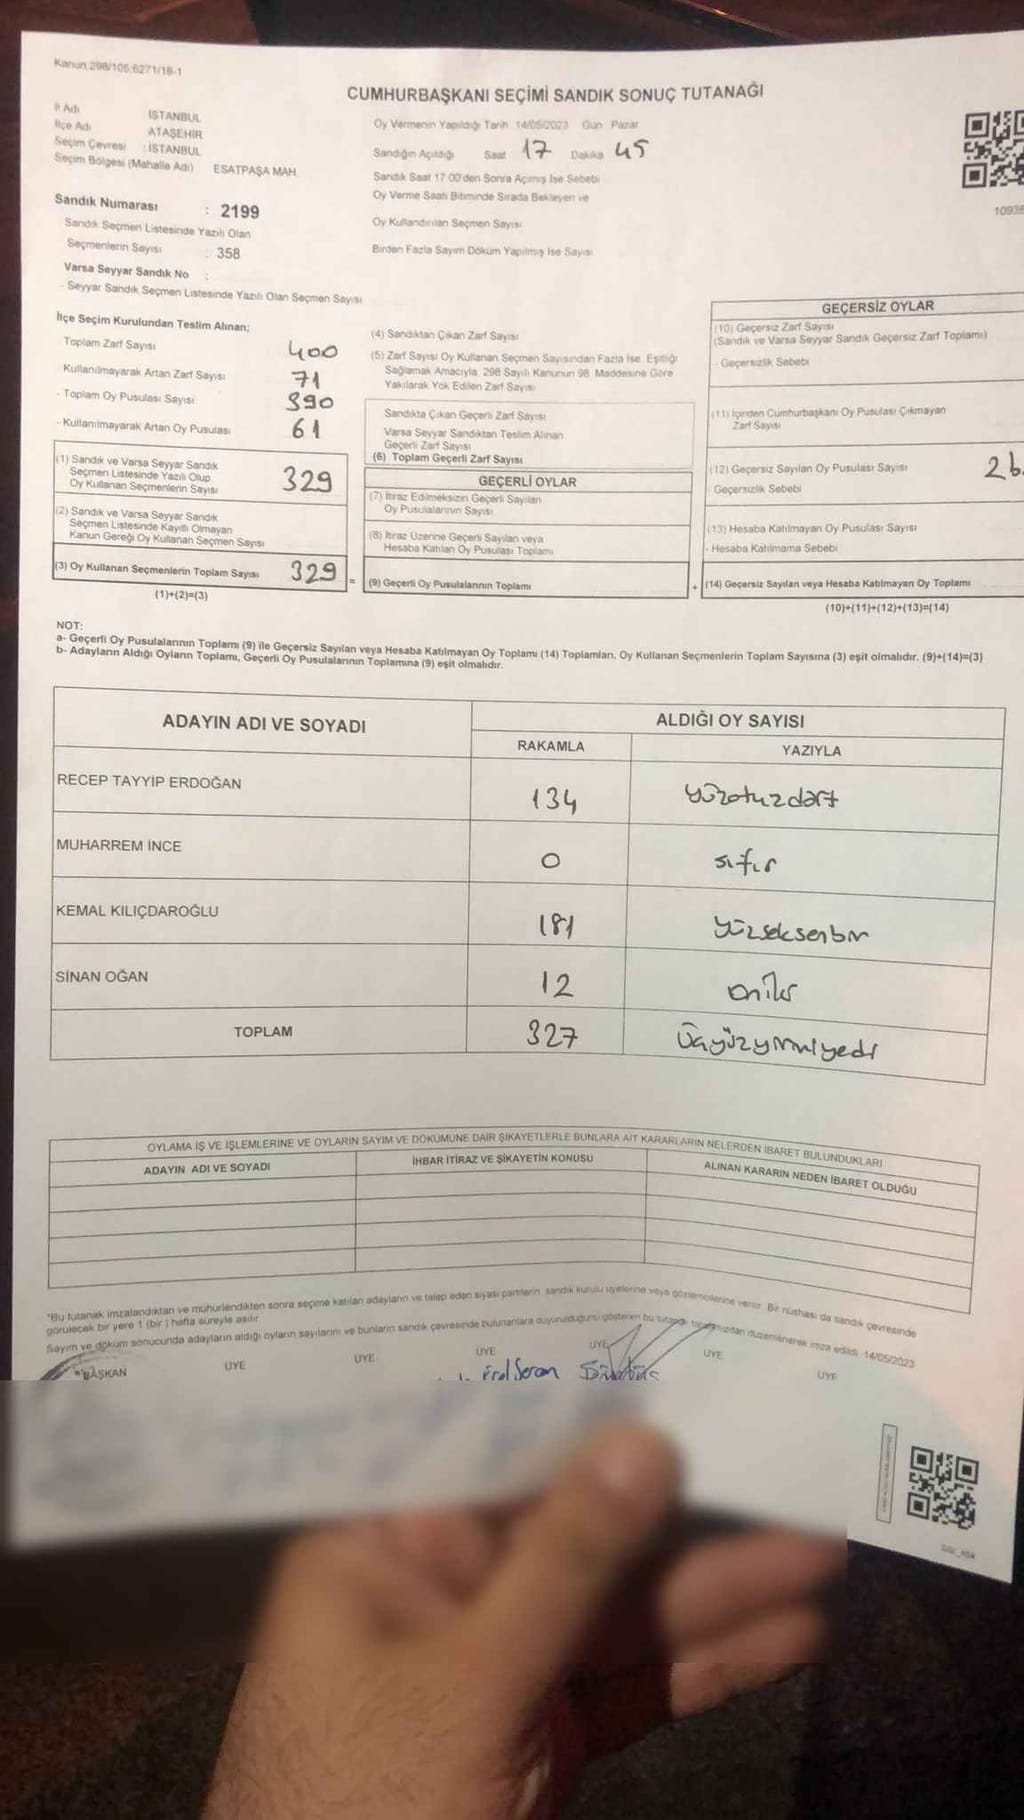 Kanun:298/105;6271/18-1
CUMHURBAŞKANI SEÇİMİ SANDIK SONUÇ TUTANAĞI
İl Adı İSTANBUL
İlçe Adı ATAŞEHİR
Seçim Çevresi : İSTANBUL
Seçim Bölgesi (Mahalle Adı) ESATPAŞA MAH
Oy Vermenin Yapıldığı Tarih 14/05/2023 Gün Pazar
Sandığın Açıldığı Saat 17 Dakika 45
Sandık Saat 17:00'den Sonra Açılmış İse Sebebi
Oy Verme Saati Bitiminde Sırada Bekleyen ve
Oy Kullandırılan Seçmen Sayısı
Birden Fazla Sayım Döküm Yapılmış İse Sayısı
10936
Sandık Numarası : 2199
Sandık Seçmen Listesinde Yazılı Olan
Seçmenlerin Sayısı : 358
Varsa Seyyar Sandık No :
- Seyyar Sandık Seçmen Listesinde Yazılı Olan Seçmen Sayısı
İlçe Seçim Kurulundan Teslim Alınan;
- Toplam Zarf Sayısı 400
- Kullanılmayarak Artan Zarf Sayısı 71
- Toplam Oy Pusulası Sayısı 390
- Kullanılmayarak Artan Oy Pusulası 61
(1) Sandık ve Varsa Seyyar Sandık
Seçmen Listesinde Yazılı Olup
Oy Kullanan Seçmenlerin Sayısı 329
(2) Sandık ve Varsa Seyyar Sandık
Seçmen Listesinde Kayıtlı Olmayan
Kanun Gereği Oy Kullanan Seçmen Sayısı
(3) Oy Kullanan Seçmenlerin Toplam Sayısı 329 =
(1)+(2)=(3)
(4) Sandıktan Çıkan Zarf Sayısı
(5) Zarf Sayısı Oy Kullanan Seçmen Sayısından Fazla İse, Eşitliği
Sağlamak Amacıyla, 298 Sayılı Kanunun 98. Maddesine Göre
Yakılarak Yok Edilen Zarf Sayısı
Sandıkta Çıkan Geçerli Zarf Sayısı
Varsa Seyyar Sandıktan Teslim Alınan
Geçerli Zarf Sayısı
(6) Toplam Geçerli Zarf Sayısı
GEÇERLİ OYLAR
(7) İtiraz Edilmeksizin Geçerli Sayılan
Oy Pusulalarının Sayısı
(8) İtiraz Üzerine Geçerli Sayılan veya
Hesaba Katılan Oy Pusulası Toplamı
(9) Geçerli Oy Pusulalarının Toplamı +
GEÇERSİZ OYLAR
(10) Geçersiz Zarf Sayısı
(Sandık ve Varsa Seyyar Sandık Geçersiz Zarf Toplamı)
- Geçersizlik Sebebi
(11) İçinden Cumhurbaşkanı Oy Pusulası Çıkmayan
Zarf Sayısı
(12) Geçersiz Sayılan Oy Pusulası Sayısı
- Geçersizlik Sebebi
(13) Hesaba Katılmayan Oy Pusulası Sayısı
- Hesaba Katılmama Sebebi
(14) Geçersiz Sayılan veya Hesaba Katılmayan Oy Toplamı
(10)+(11)+(12)+(13)=(14)
NOT:
a- Geçerli Oy Pusulalarının Toplamı (9) ile Geçersiz Sayılan veya Hesaba Katılmayan Oy Toplamı (14) Toplamları, Oy Kullanan Seçmenlerin Toplam Sayısına (3) eşit olmalıdır. (9)+(14)=(3)
b- Adayların Aldığı Oyların Toplamı, Geçerli Oy Pusulalarının Toplamına (9) eşit olmalıdır.
ADAYIN ADI VE SOYADI ALDIĞI OY SAYISI
RAKAMLA YAZIYLA
RECEP TAYYİP ERDOĞAN 134 yüzotuzdört
MUHARREM İNCE 0 sıfır
KEMAL KILIÇDAROĞLU 181 yüzseksenbir
SİNAN OĞAN 12 oniki
TOPLAM 327 üçyüzyirmiyedi
OYLAMA İŞ VE İŞLEMLERİNE VE OYLARIN SAYIM VE DÖKÜMÜNE DAİR ŞİKAYETLERLE BUNLARA AİT KARARLARIN NELERDEN İBARET BULUNDUKLARI
ADAYIN ADI VE SOYADI İHBAR İTİRAZ VE ŞİKAYETİN KONUSU ALINAN KARARIN NEDEN İBARET OLDUĞU
*Bu tutanak imzalandıktan ve mühürlendikten sonra seçime katılan adayların ve talep eden siyasi partilerin, sandık kurulu üyelerine veya gözlemcilerine verilir. Bir nüshası da sandık çevresinde
görülecek bir yere 1 (bir) hafta süreyle asılır.
Sayım ve döküm sonucunda adayların aldığı oyların sayılarını ve bunların sandık çevresinde bulunanlara duyurulduğunu gösteren bu tutanak tarafımızdan düzenlenerek imza edildi. 14/05/2023
BAŞKAN ÜYE ÜYE ÜYE ÜYE ÜYE ÜYE